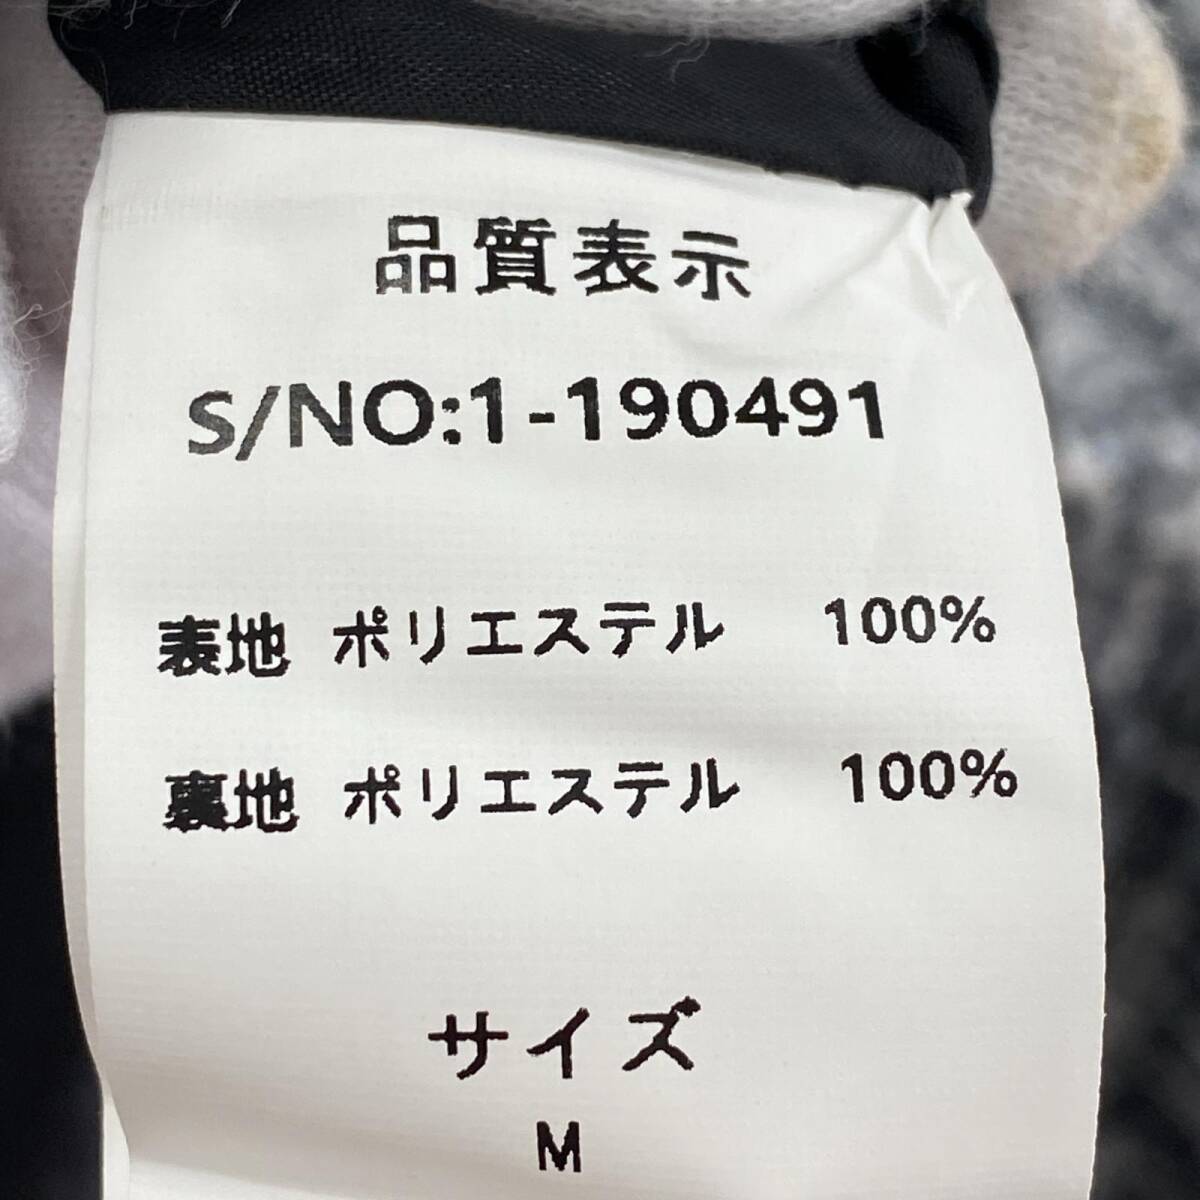 品質表示
S/NO:1-190491
表地 ポリエステル 100%
裏地 ポリエステル 100%
サイズ
M